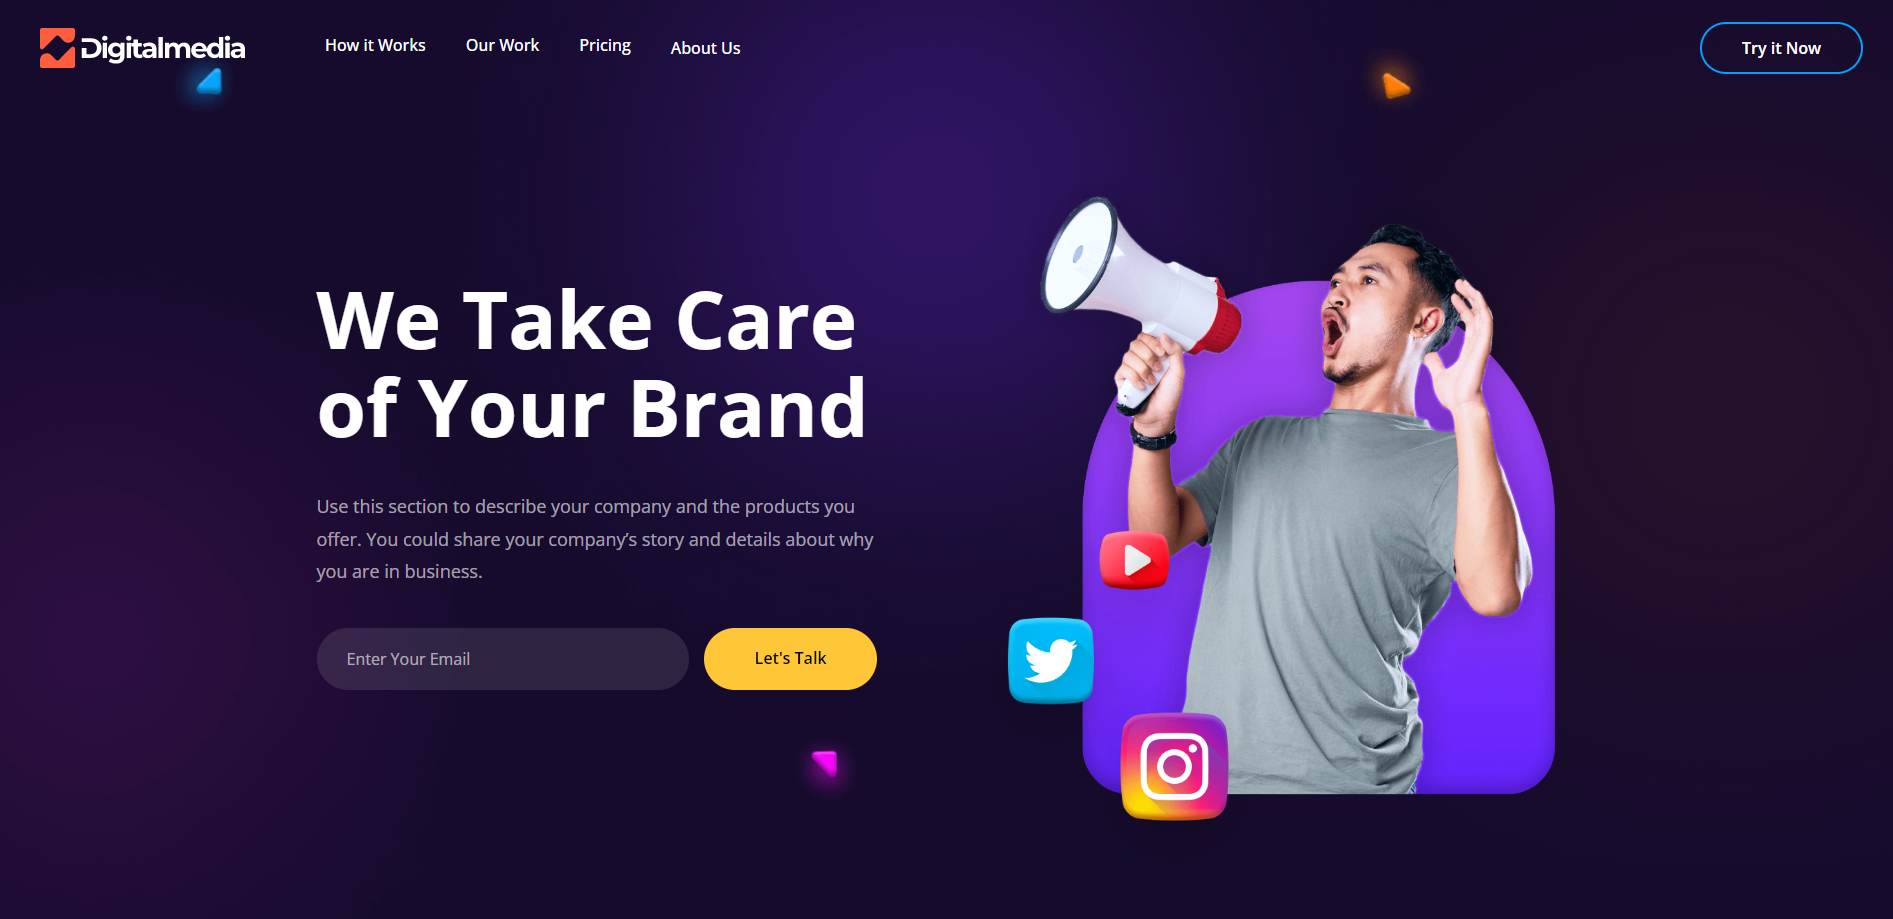 Digitalmedia
How it Works
Our Work
Pricing
About Us
Try it Now
We Take Care
of Your Brand
Use this section to describe your company and the products you
offer. You could share your company’s story and details about why
you are in business.
Enter Your Email
Let's Talk